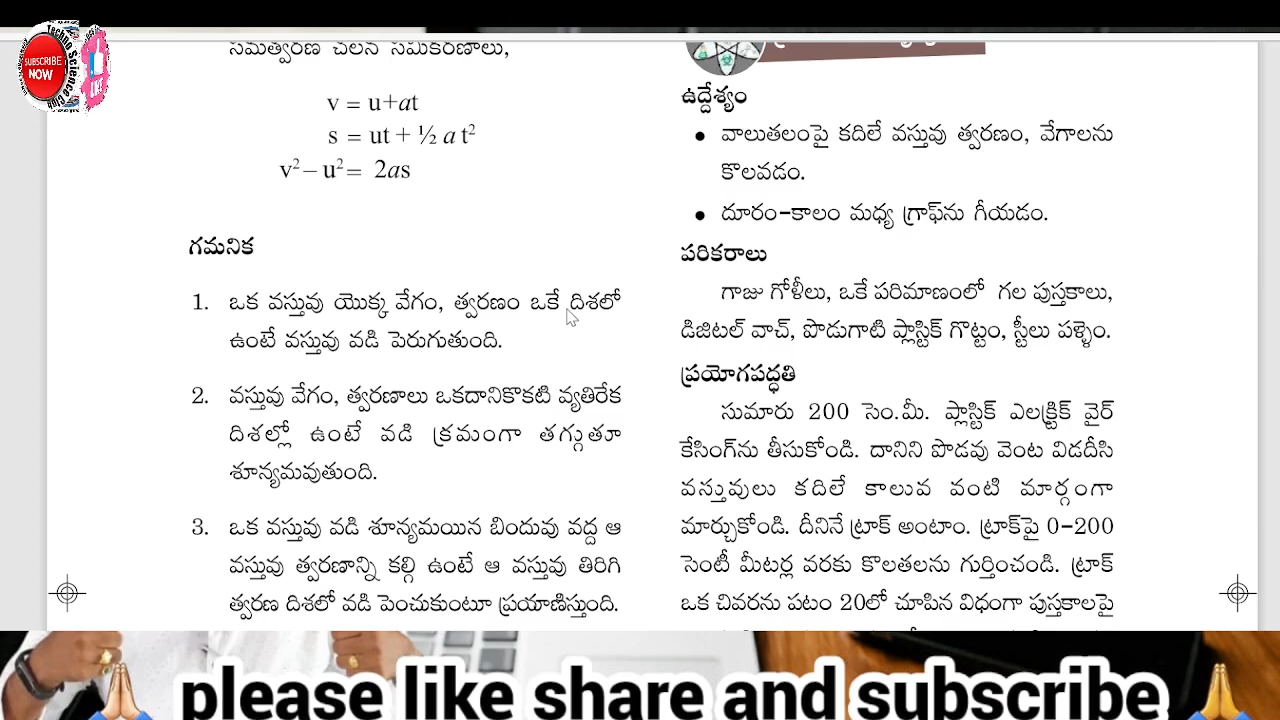 SUBSCRIBE
NOW
Techno Science Club
LIKE
సమత్వరణ చలన సమీకరణాలు,
v = u+at
s = ut + ½ a t²
v² – u² = 2as
గమనిక
1. ఒక వస్తువు యొక్క వేగం, త్వరణం ఒకే దిశలో
ఉంటే వస్తువు వడి పెరుగుతుంది.
2. వస్తువు వేగం, త్వరణాలు ఒకదానికొకటి వ్యతిరేక
దిశల్లో ఉంటే వడి క్రమంగా తగ్గుతూ
శూన్యమవుతుంది.
3. ఒక వస్తువు వడి శూన్యమయిన బిందువు వద్ద ఆ
వస్తువు త్వరణాన్ని కల్గి ఉంటే ఆ వస్తువు తిరిగి
త్వరణ దిశలో వడి పెంచుకుంటూ ప్రయాణిస్తుంది.
ఉద్దేశ్యం
• వాలుతలంపై కదిలే వస్తువు త్వరణం, వేగాలను
కొలవడం.
• దూరం-కాలం మధ్య గ్రాఫ్‌ను గీయడం.
పరికరాలు
గాజు గోళీలు, ఒకే పరిమాణంలో గల పుస్తకాలు,
డిజిటల్ వాచ్, పొడుగాటి ప్లాస్టిక్ గొట్టం, స్టీలు పళ్ళెం.
ప్రయోగపద్ధతి
సుమారు 200 సెం.మీ. ప్లాస్టిక్ ఎలక్ట్రిక్ వైర్
కేసింగ్‌ను తీసుకోండి. దానిని పొడవు వెంట విడదీసి
వస్తువులు కదిలే కాలువ వంటి మార్గంగా
మార్చుకోండి. దీనినే ట్రాక్ అంటాం. ట్రాక్‌పై 0-200
సెంటీ మీటర్ల వరకు కొలతలను గుర్తించండి. ట్రాక్
ఒక చివరను పటం 20లో చూపిన విధంగా పుస్తకాలపై
please like share and subscribe